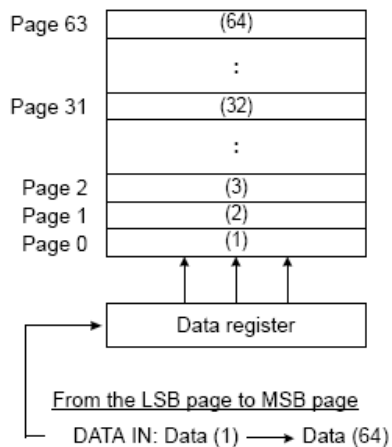 Page 63 (64)
:
Page 31 (32)
:
Page 2 (3)
Page 1 (2)
Page 0 (1)
Data register
From the LSB page to MSB page
DATA IN: Data (1) → Data (64)